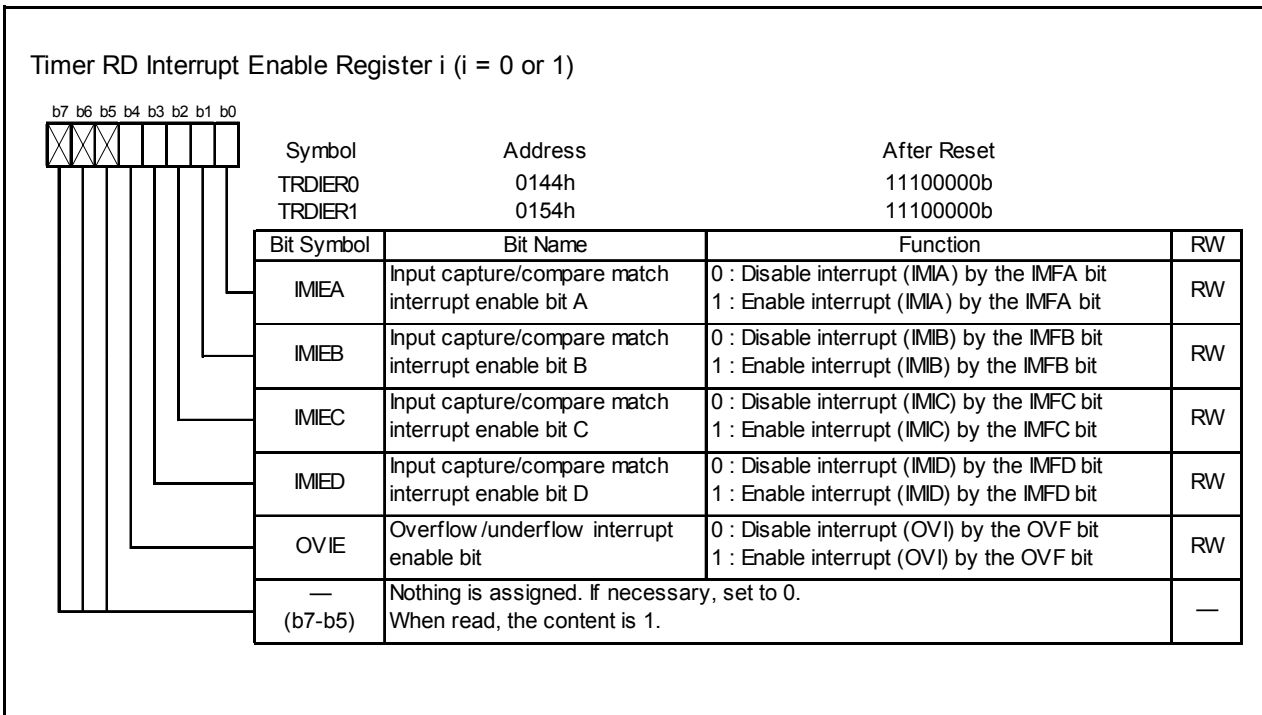 Timer RD Interrupt Enable Register i (i = 0 or 1)
b7 b6 b5 b4 b3 b2 b1 b0
Symbol Address After Reset
TRDIER0 0144h 11100000b
TRDIER1 0154h 11100000b
Bit Symbol Bit Name Function RW
IMIEA Input capture/compare match interrupt enable bit A 0 : Disable interrupt (IMIA) by the IMFA bit
1 : Enable interrupt (IMIA) by the IMFA bit RW
IMIEB Input capture/compare match interrupt enable bit B 0 : Disable interrupt (IMIB) by the IMFB bit
1 : Enable interrupt (IMIB) by the IMFB bit RW
IMIEC Input capture/compare match interrupt enable bit C 0 : Disable interrupt (IMIC) by the IMFC bit
1 : Enable interrupt (IMIC) by the IMFC bit RW
IMIED Input capture/compare match interrupt enable bit D 0 : Disable interrupt (IMID) by the IMFD bit
1 : Enable interrupt (IMID) by the IMFD bit RW
OVIE Overflow/underflow interrupt enable bit 0 : Disable interrupt (OVI) by the OVF bit
1 : Enable interrupt (OVI) by the OVF bit RW
— (b7-b5) Nothing is assigned. If necessary, set to 0.
When read, the content is 1. —